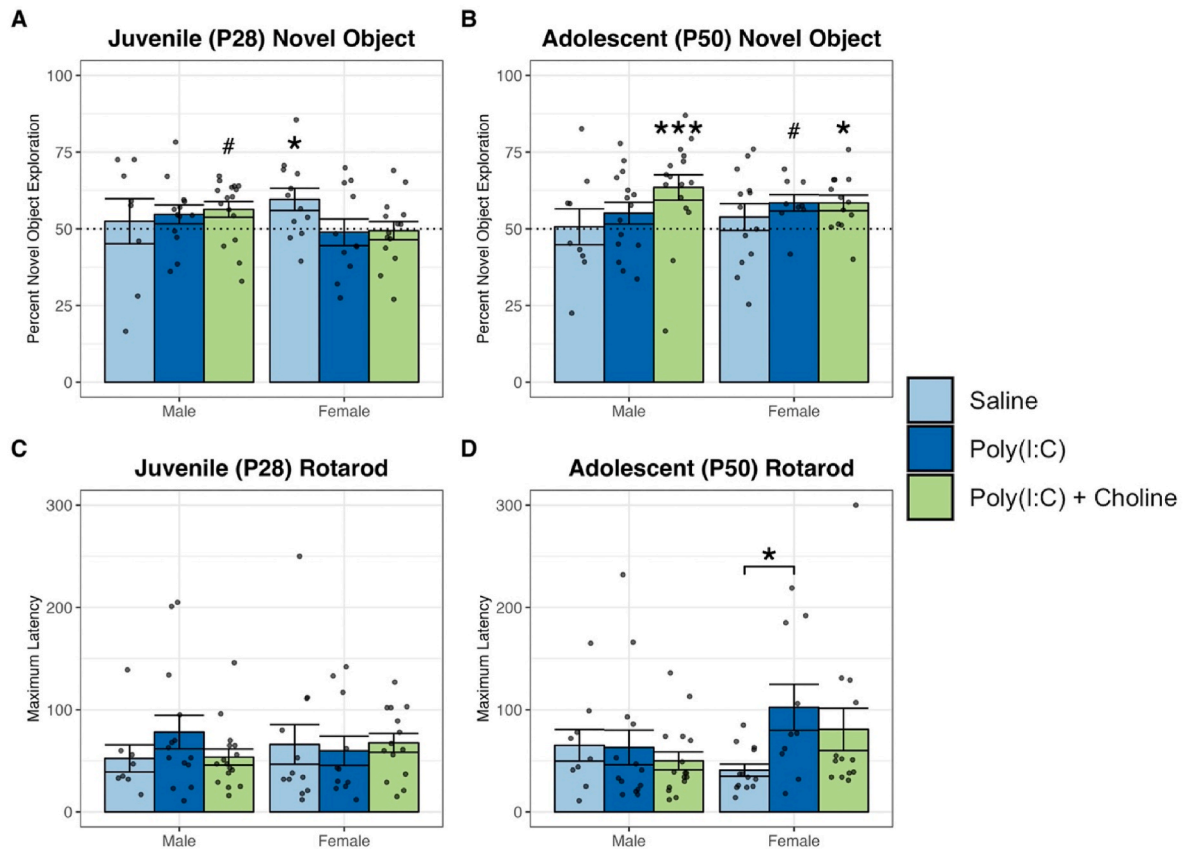 A
Juvenile (P28) Novel Object
Percent Novel Object Exploration
100
75
50
25
0
#
*
Male
Female
B
Adolescent (P50) Novel Object
Percent Novel Object Exploration
100
75
50
25
0
***
#
*
Male
Female
Saline
Poly(I:C)
Poly(I:C) + Choline
C
Juvenile (P28) Rotarod
Maximum Latency
300
200
100
0
Male
Female
D
Adolescent (P50) Rotarod
Maximum Latency
300
200
100
0
*
Male
Female